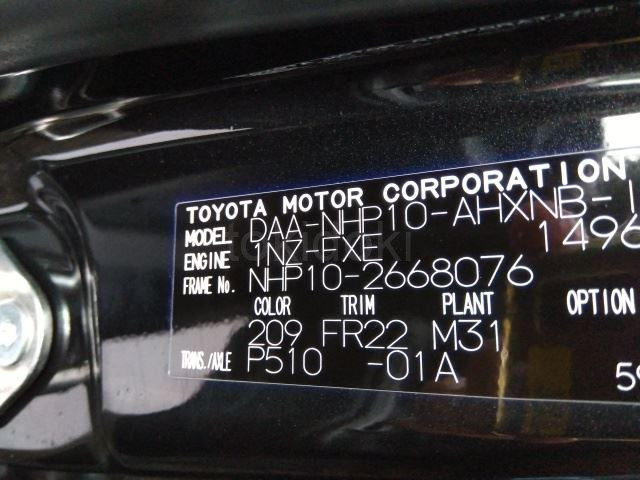 TOYOTA MOTOR CORPORATION
MODEL DAA-NHP10-AHXNB-
ENGINE 1NZ-FXE 1496
FRAME No. NHP10-2668076
COLOR TRIM PLANT OPTION
209 FR22 M31
TRANS./AXLE P510 -01A
59